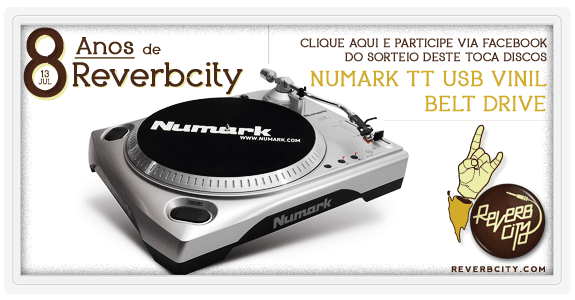 8 Anos de
13 JUL
Reverbcity
CLIQUE AQUI E PARTICIPE VIA FACEBOOK
DO SORTEIO DESTE TOCA DISCOS
NUMARK TT USB VINIL
BELT DRIVE
Numark
WWW.NUMARK.COM
Numark
REVERB
CITY
REVERBCITY.COM